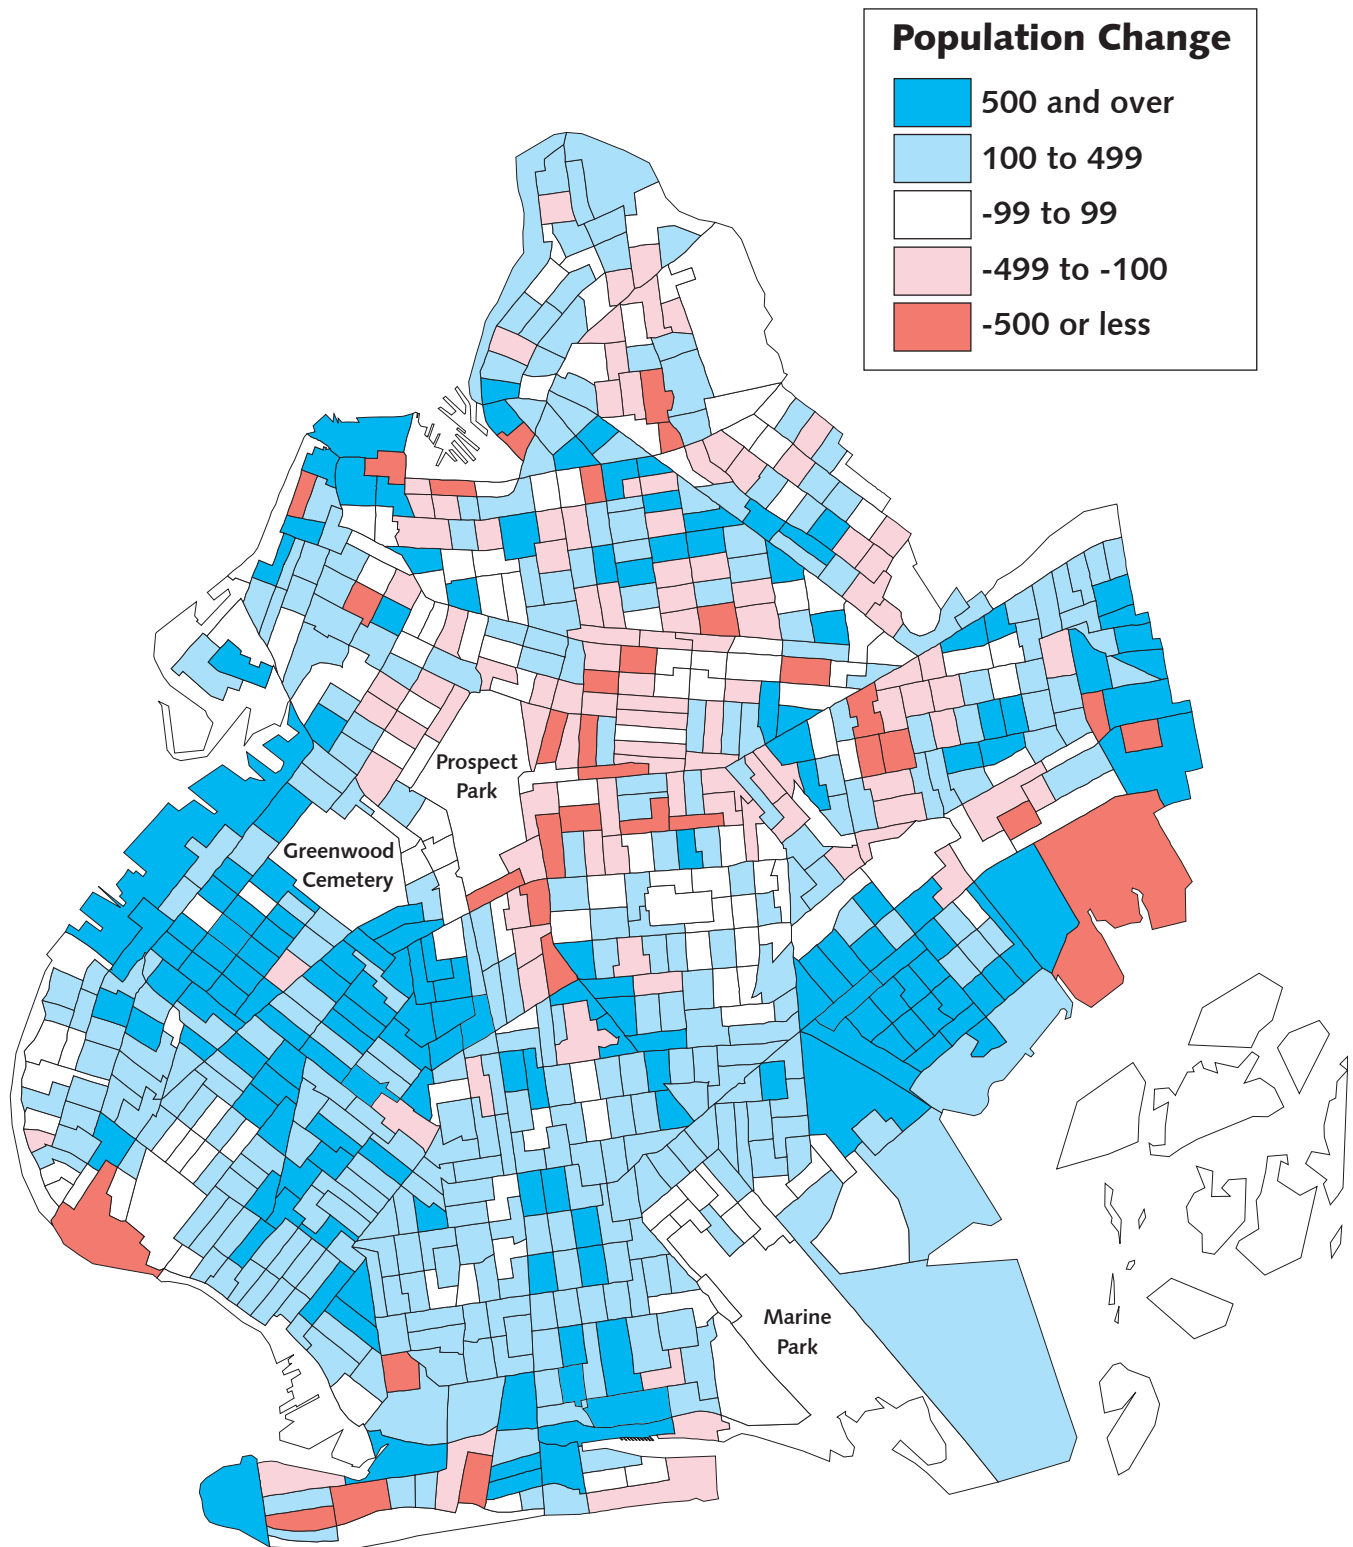 Population Change
500 and over
100 to 499
-99 to 99
-499 to -100
-500 or less
Prospect
Park
Greenwood
Cemetery
Marine
Park